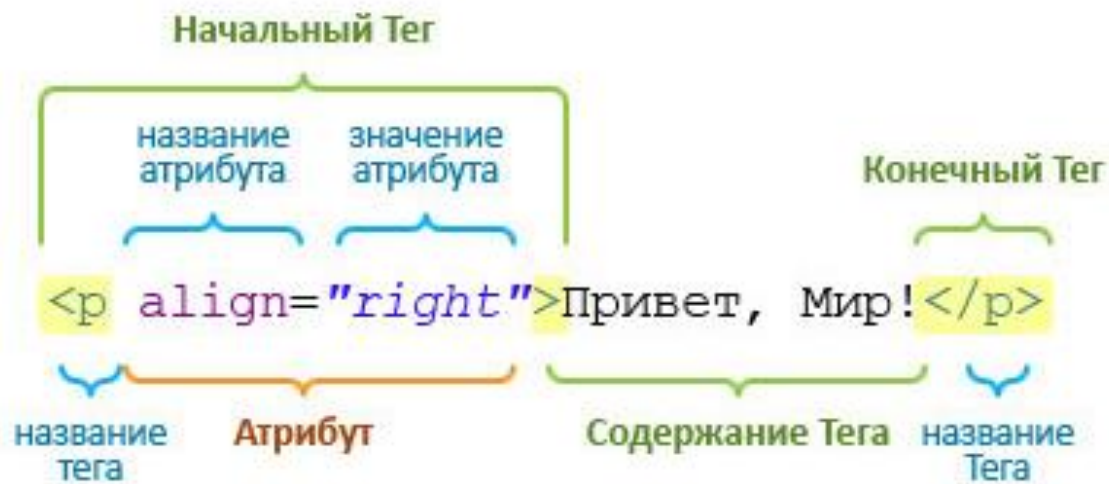 Начальный Тег
название значение
атрибута атрибута
Конечный Тег
<p align="right">Привет, Мир!</p>
название Атрибут Содержание Тега название
тега Тега